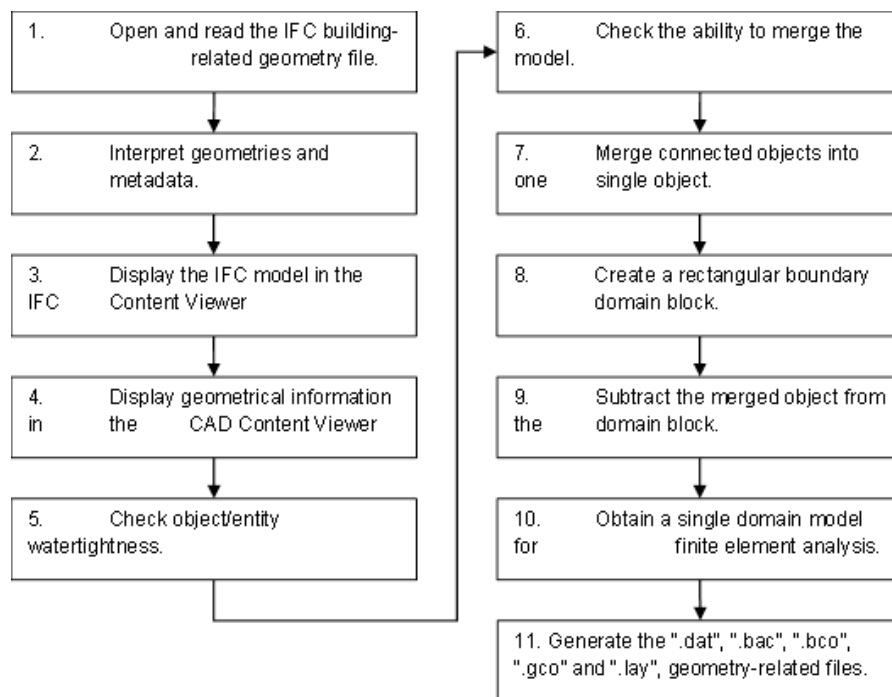 1. Open and read the IFC building-
related geometry file.
2. Interpret geometries and
metadata.
3. Display the IFC model in the
IFC Content Viewer
4. Display geometrical information
in the CAD Content Viewer
5. Check object/entity
watertightness.
6. Check the ability to merge the
model.
7. Merge connected objects into
one single object.
8. Create a rectangular boundary
domain block.
9. Subtract the merged object from
the domain block.
10. Obtain a single domain model
for finite element analysis.
11. Generate the ".dat", ".bac", ".bco",
".gco" and ".lay", geometry-related files.